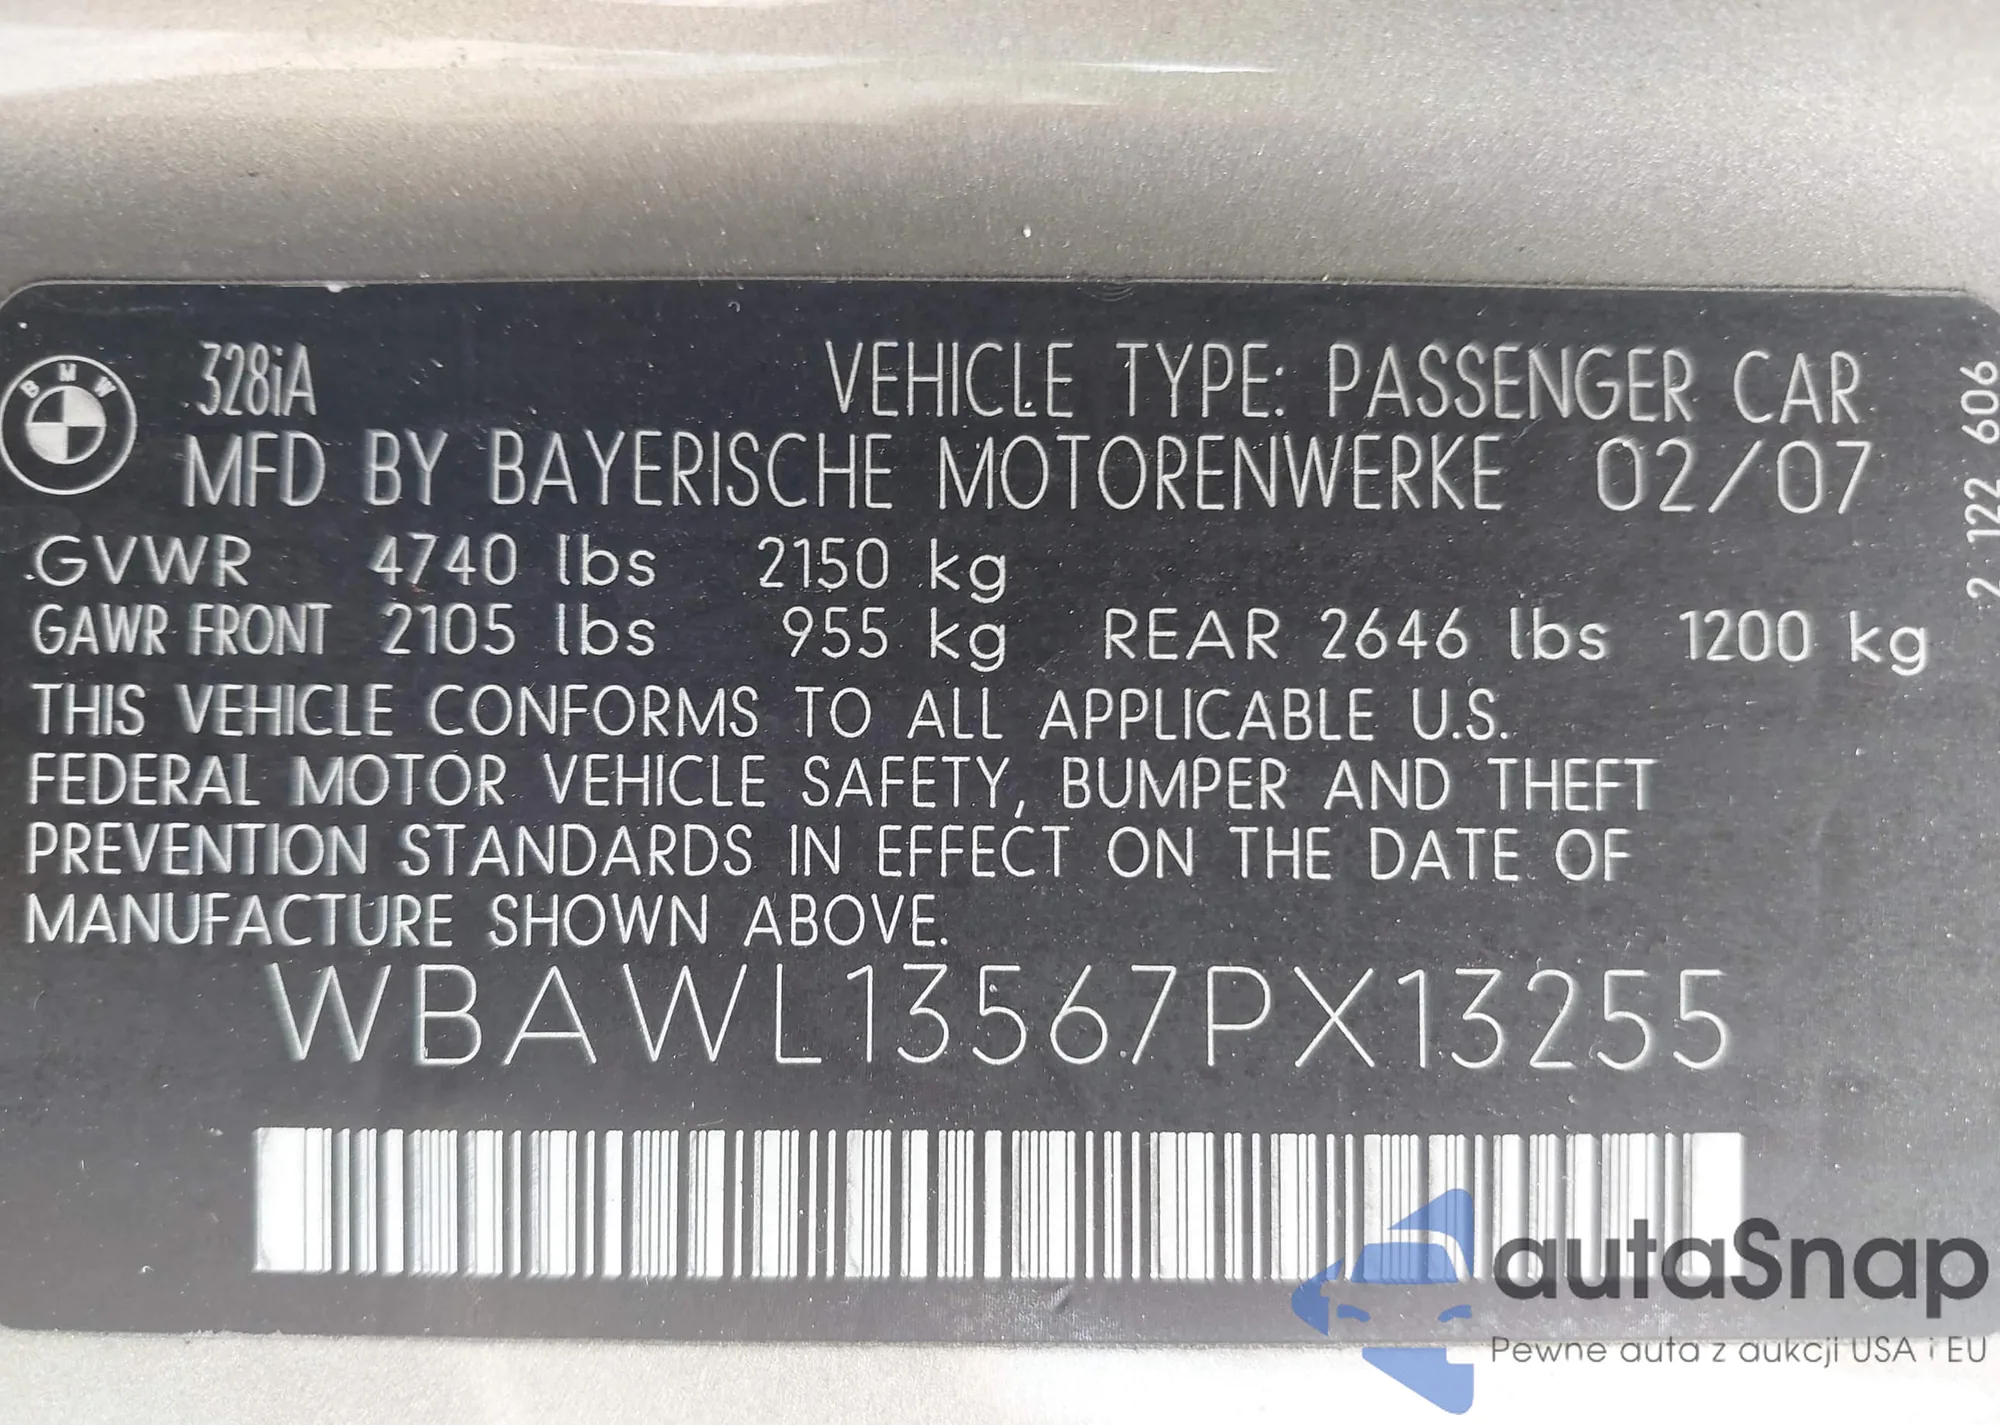 BMW
328iA VEHICLE TYPE: PASSENGER CAR
MFD BY BAYERISCHE MOTORENWERKE 02/07
GVWR 4740 lbs 2150 kg
GAWR FRONT 2105 lbs 955 kg REAR 2646 lbs 1200 kg
THIS VEHICLE CONFORMS TO ALL APPLICABLE U.S.
FEDERAL MOTOR VEHICLE SAFETY, BUMPER AND THEFT
PREVENTION STANDARDS IN EFFECT ON THE DATE OF
MANUFACTURE SHOWN ABOVE.
WBAWL13567PX13255
2 122 606
autaSnap
Pewne auta z aukcji USA i EU